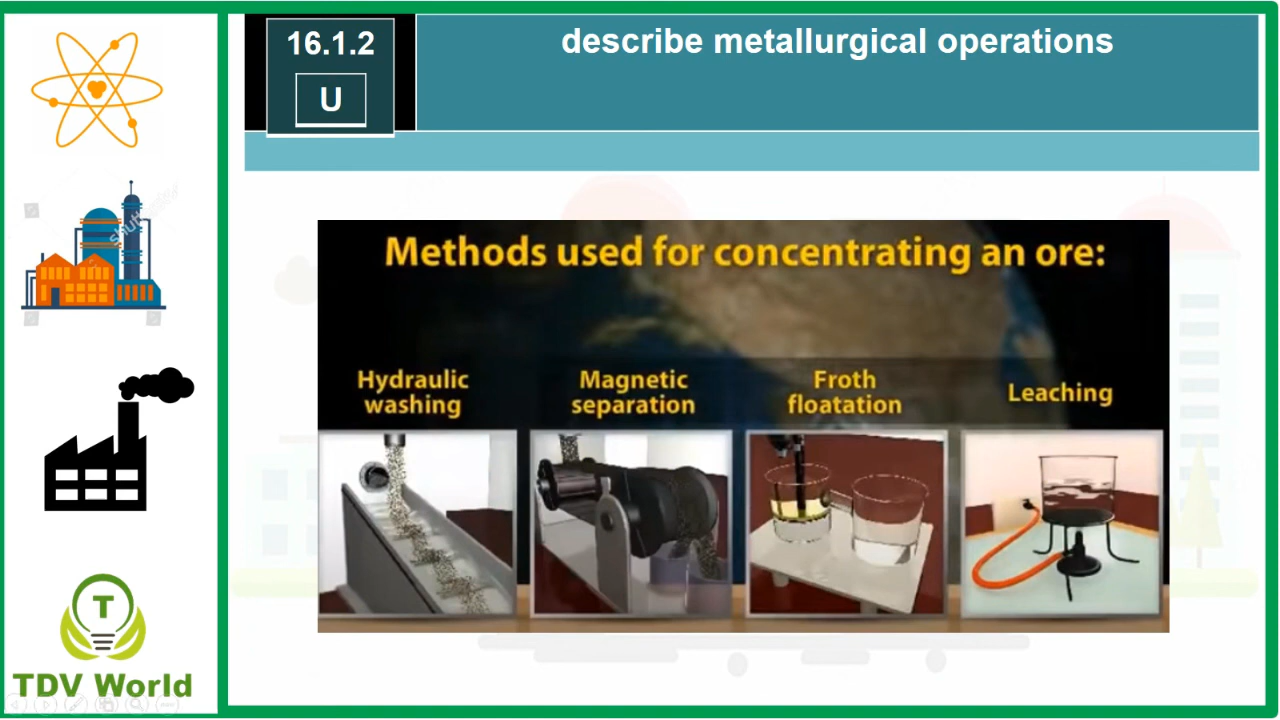 16.1.2
U
describe metallurgical operations
Methods used for concentrating an ore:
Hydraulic
washing
Magnetic
separation
Froth
floatation
Leaching
shutterstock
T
TDV World